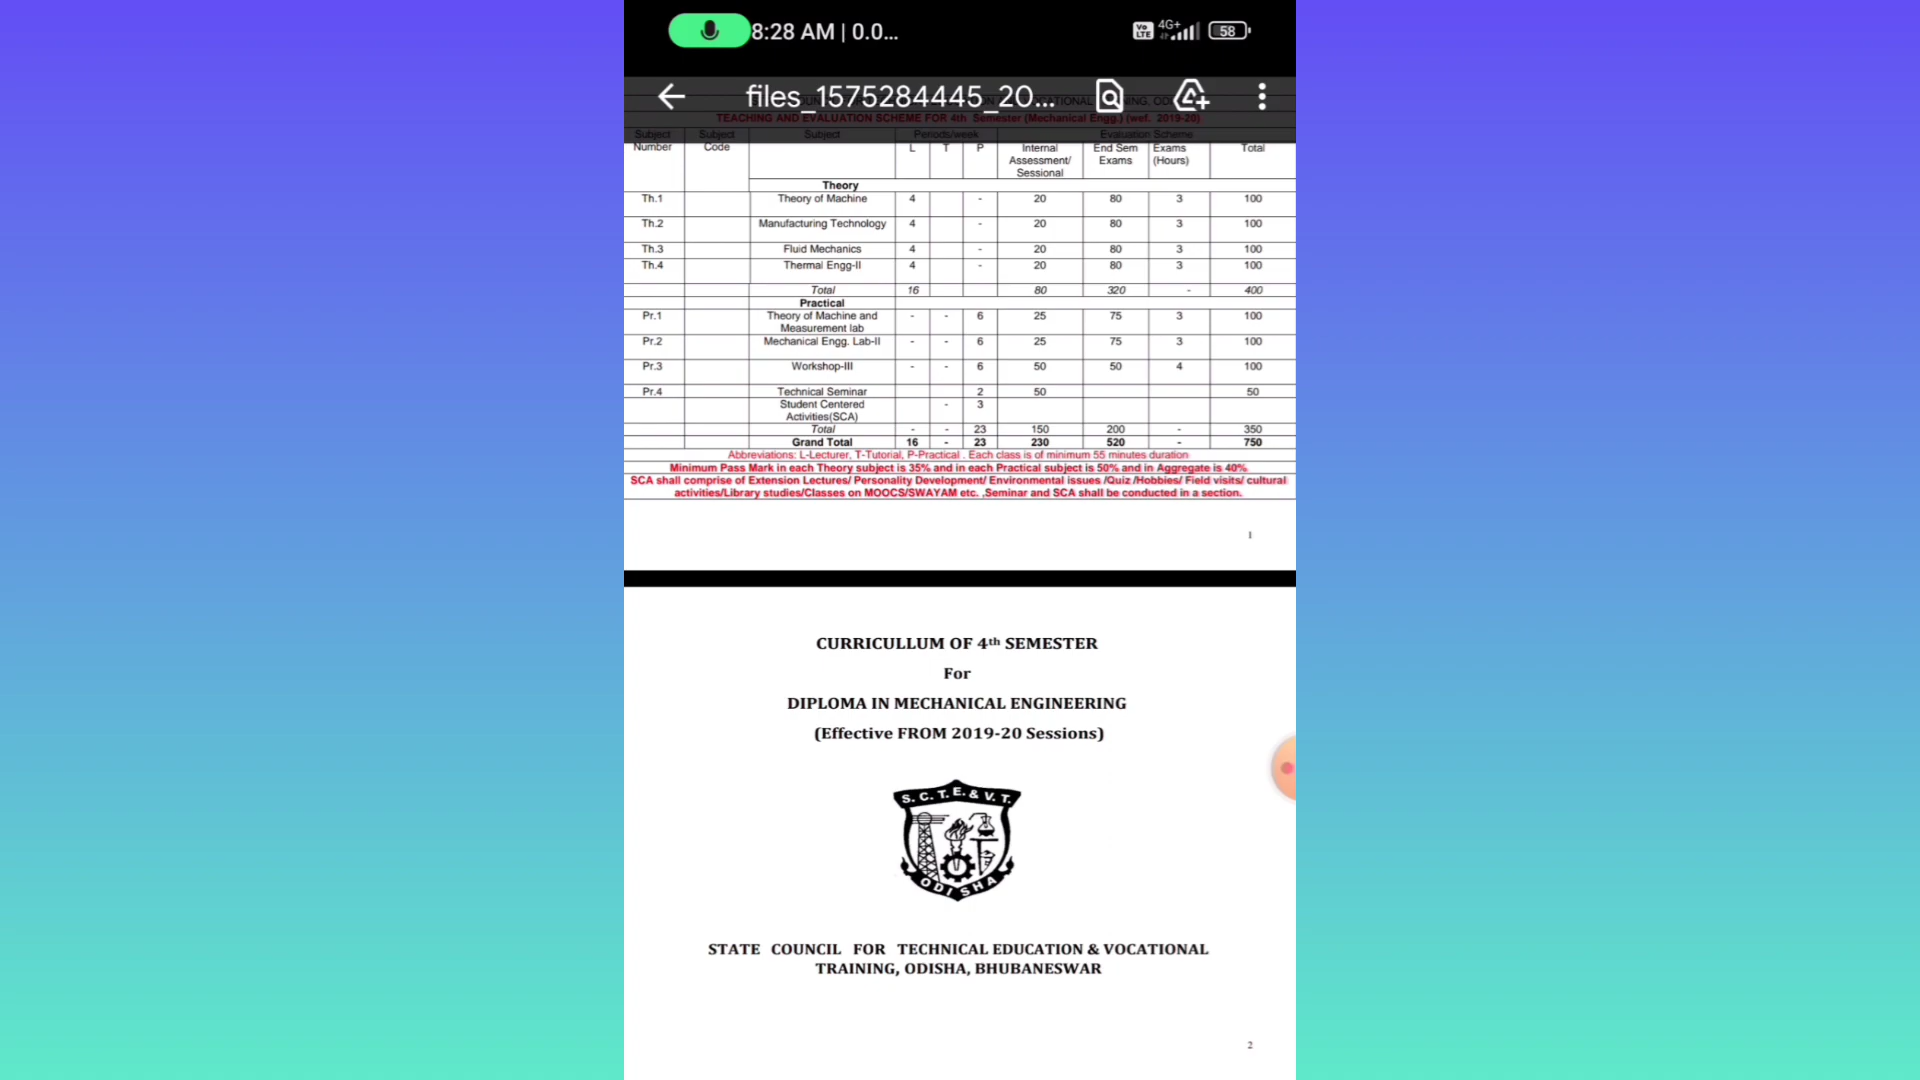 8:28 AM | 0.0...
Vo LTE 4G+ 58
files_1575284445_20...
TEACHING AND EVALUATION SCHEME FOR 4th Semester (Mechanical Engg.) (wef. 2019-20)
Subject Number Subject Code Subject Periods/week Evaluation Scheme
L T P Internal Assessment/ Sessional End Sem Exams Exams (Hours) Total
Theory
Th.1 Theory of Machine 4 - 20 80 3 100
Th.2 Manufacturing Technology 4 - 20 80 3 100
Th.3 Fluid Mechanics 4 - 20 80 3 100
Th.4 Thermal Engg-II 4 - 20 80 3 100
Total 16 80 320 - 400
Practical
Pr.1 Theory of Machine and Measurement lab - - 6 25 75 3 100
Pr.2 Mechanical Engg. Lab-II - - 6 25 75 3 100
Pr.3 Workshop-III - - 6 50 50 4 100
Pr.4 Technical Seminar 2 50 50
Student Centered Activities(SCA) - 3
Total - - 23 150 200 - 350
Grand Total 16 - 23 230 520 - 750
Abbreviations: L-Lecturer, T-Tutorial, P-Practical . Each class is of minimum 55 minutes duration
Minimum Pass Mark in each Theory subject is 35% and in each Practical subject is 50% and in Aggregate is 40%
SCA shall comprise of Extension Lectures/ Personality Development/ Environmental issues /Quiz /Hobbies/ Field visits/ cultural
activities/Library studies/Classes on MOOCS/SWAYAM etc. ,Seminar and SCA shall be conducted in a section.
1
CURRICULLUM OF 4th SEMESTER
For
DIPLOMA IN MECHANICAL ENGINEERING
(Effective FROM 2019-20 Sessions)
S. C. T. E. & V. T.
ODISHA
STATE COUNCIL FOR TECHNICAL EDUCATION & VOCATIONAL
TRAINING, ODISHA, BHUBANESWAR
2